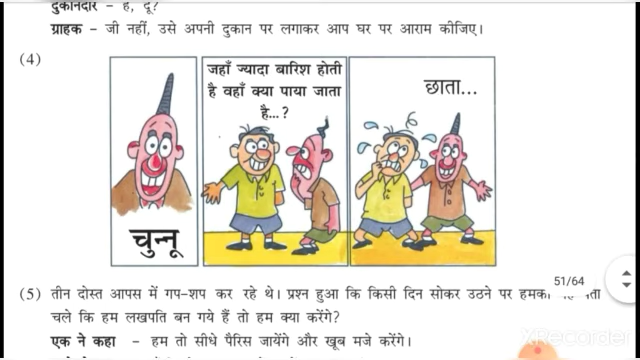 दुकानदार – हँ, दूँ?
ग्राहक – जी नहीं, उसे अपनी दुकान पर लगाकर आप घर पर आराम कीजिए।
(4)
जहाँ ज्यादा बारिश होती
है वहाँ क्या पाया जाता
है...?
छाता...
चुन्नू
51/64
(5) तीन दोस्त आपस में गप-शप कर रहे थे। प्रश्न हुआ कि किसी दिन सोकर उठने पर हमको
चले कि हम लखपति बन गये हैं तो हम क्या करेंगे?
एक ने कहा – हम तो सीधे पैरिस जायेंगे और खूब मजे करेंगे।
XRecorder